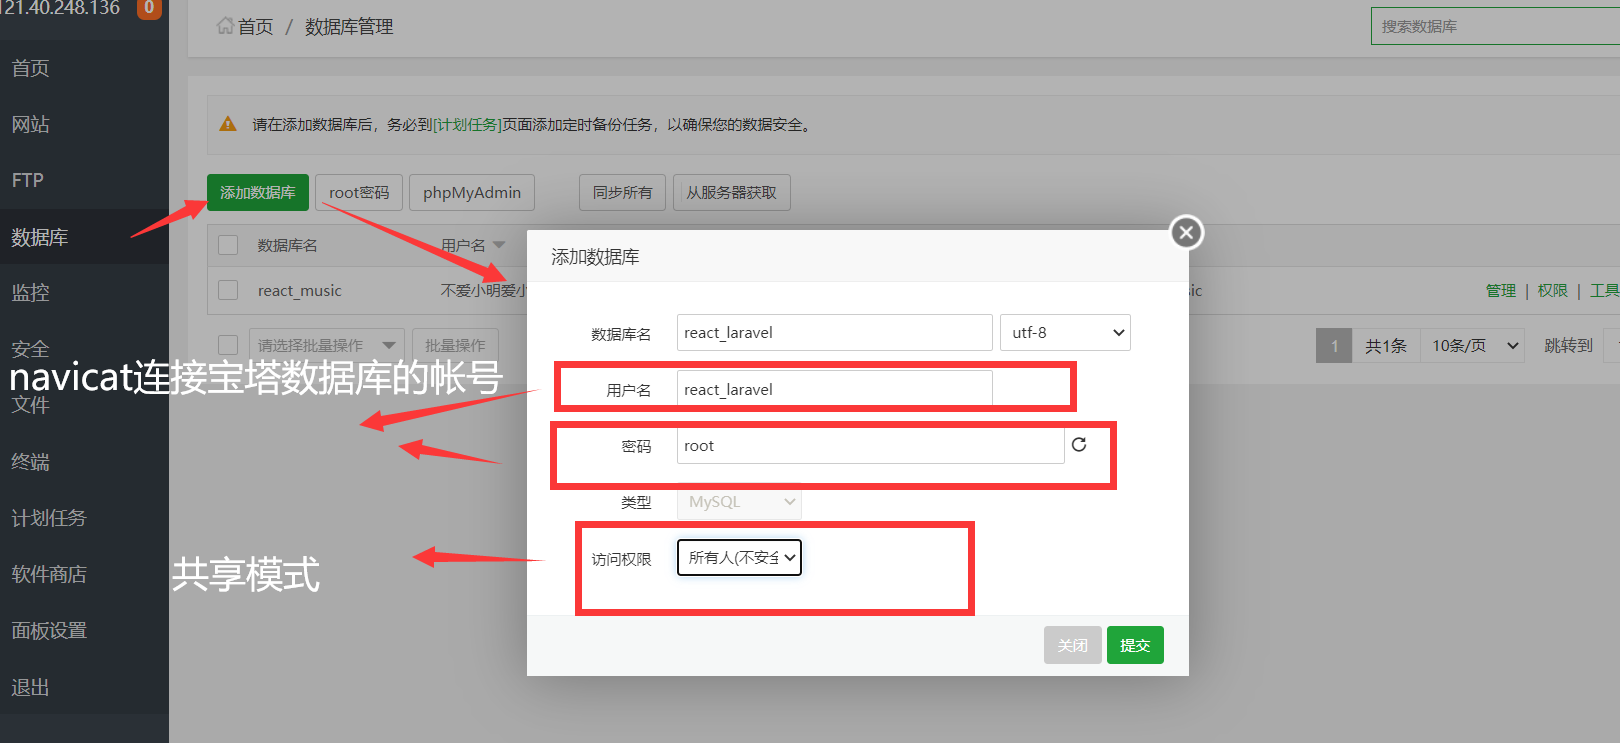 121.40.248.136 0
首页
网站
FTP
数据库
监控
安全
文件
终端
计划任务
软件商店
面板设置
退出
首页 / 数据库管理
搜索数据库
请在添加数据库后，务必到[计划任务]页面添加定时备份任务，以确保您的数据安全。
添加数据库 root密码 phpMyAdmin 同步所有 从服务器获取
数据库名 用户名
react_music 不爱小明爱小 ic 管理 | 权限 | 工具
请选择批量操作 批量操作 1 共1条 10条/页 跳转到
navicat连接宝塔数据库的帐号
共享模式
添加数据库
数据库名 react_laravel utf-8
用户名 react_laravel
密码 root
类型 MySQL
访问权限 所有人(不安全
关闭 提交